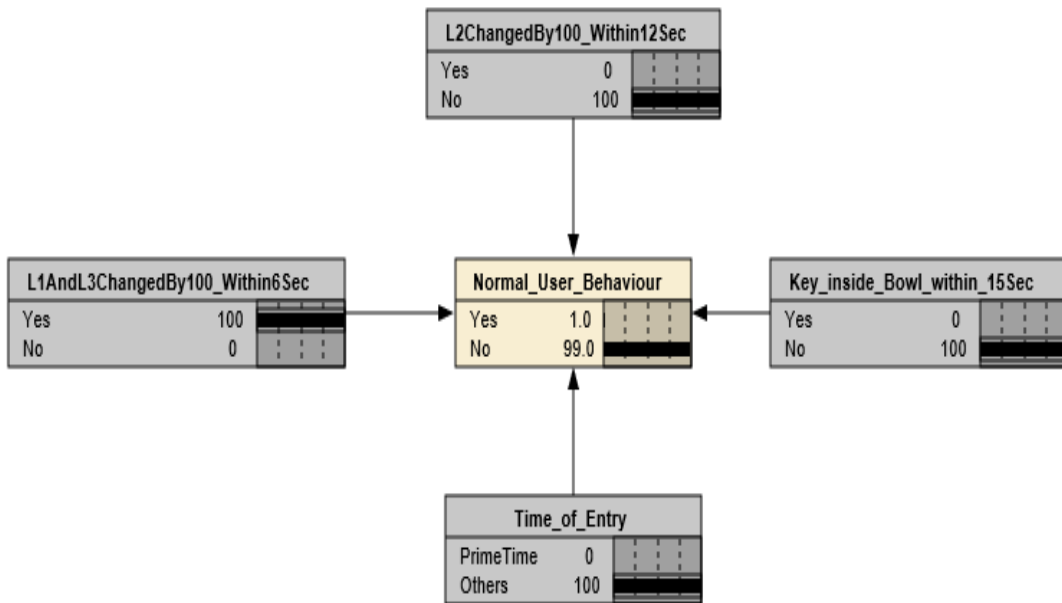 L2ChangedBy100_Within12Sec
Yes 0
No 100
L1AndL3ChangedBy100_Within6Sec
Yes 100
No 0
Normal_User_Behaviour
Yes 1.0
No 99.0
Key_inside_Bowl_within_15Sec
Yes 0
No 100
Time_of_Entry
PrimeTime 0
Others 100